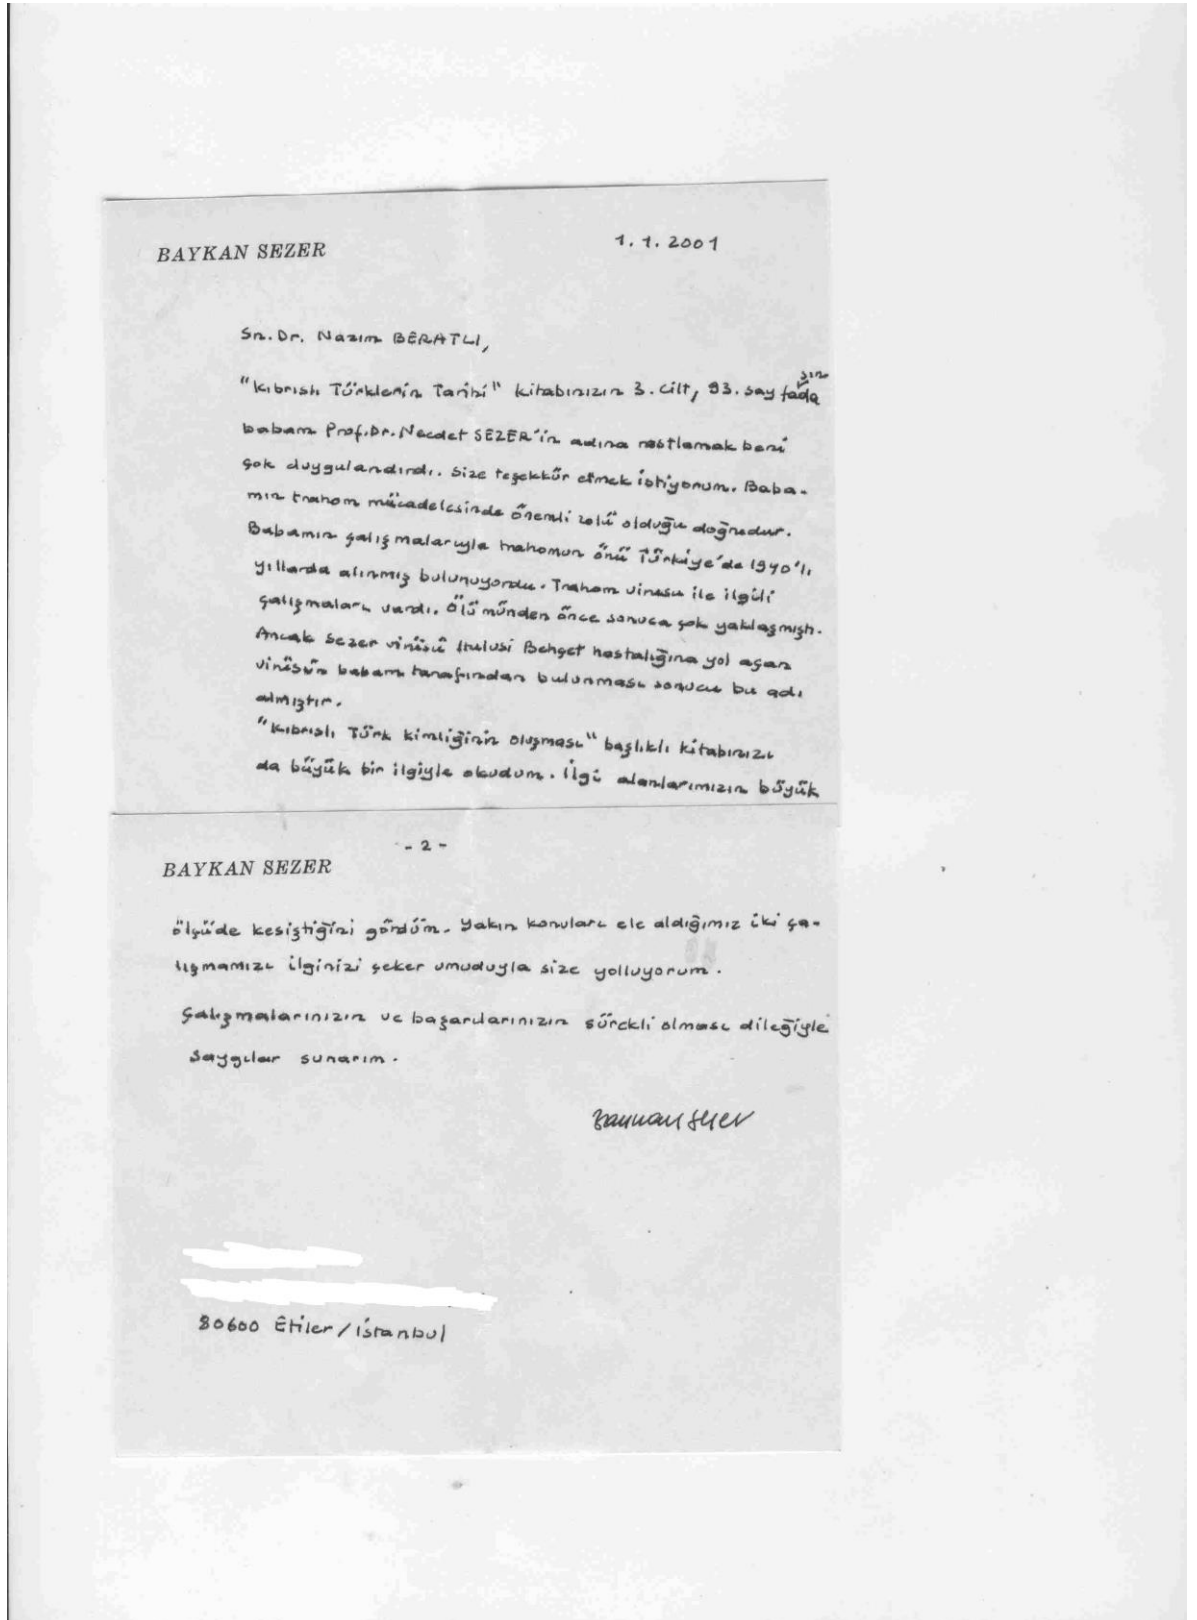 BAYKAN SEZER
1.1.2001
Sn. Dr. Nazım BERATLI,
"Kıbrıslı Türklerin Tarihi" kitabınızın 3. cilt, 93. sayfasında
babam Prof.Dr. Necdet SEZER'in adına rastlamak beni
çok duygulandırdı. Size teşekkür etmek istiyorum. Baba-
mın trahom mücadelesinde önemli rolü olduğu doğrudur.
Babamın çalışmalarıyla trahomun önü Türkiye'de 1940'lı
yıllarda alınmış bulunuyordu. Trahom virüsü ile ilgili
çalışmaları vardı. Ölümünden önce sonuca çok yaklaşmıştı.
Ancak Sezer virüsü Hulusi Behçet hastalığına yol açan
virüsün babam tarafından bulunması sonucu bu adı
almıştır.
"Kıbrıslı Türk kimliğinin oluşması" başlıklı kitabınızı
da büyük bir ilgiyle okudum. İlgi alanlarımızın büyük
- 2 -
BAYKAN SEZER
ölçüde kesiştiğini gördüm. Yakın konuları ele aldığımız iki ça-
lışmamızı ilginizi çeker umuduyla size yolluyorum.
Çalışmalarınızın ve başarılarınızın sürekli olması dileğiyle
saygılar sunarım.
Baykan Sezer
80600 Etiler/İstanbul